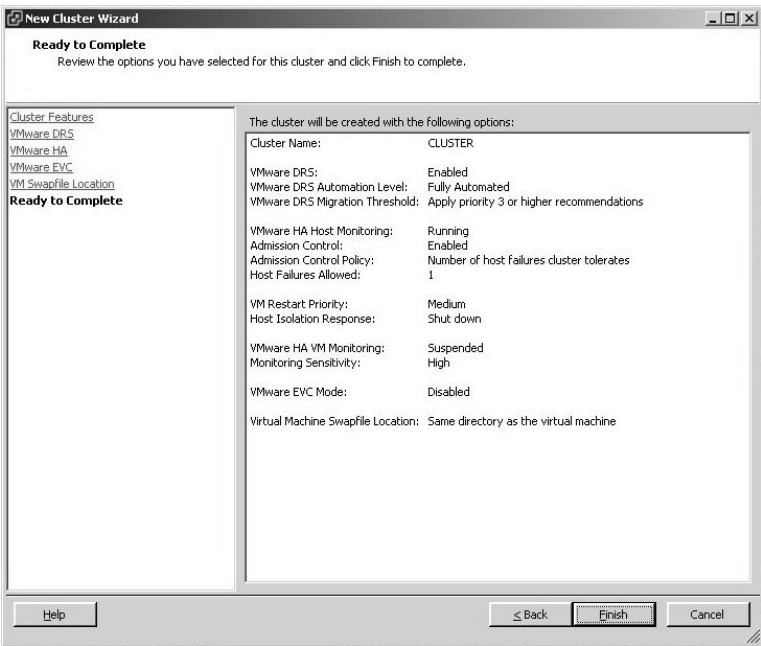 New Cluster Wizard
Ready to Complete
Review the options you have selected for this cluster and click Finish to complete.
Cluster Features
VMware DRS
VMware HA
VMware EVC
VM Swapfile Location
Ready to Complete
The cluster will be created with the following options:
Cluster Name: CLUSTER
VMware DRS: Enabled
VMware DRS Automation Level: Fully Automated
VMware DRS Migration Threshold: Apply priority 3 or higher recommendations
VMware HA Host Monitoring: Running
Admission Control: Enabled
Admission Control Policy: Number of host failures cluster tolerates
Host Failures Allowed: 1
VM Restart Priority: Medium
Host Isolation Response: Shut down
VMware HA VM Monitoring: Suspended
Monitoring Sensitivity: High
VMware EVC Mode: Disabled
Virtual Machine Swapfile Location: Same directory as the virtual machine
Help
< Back
Finish
Cancel